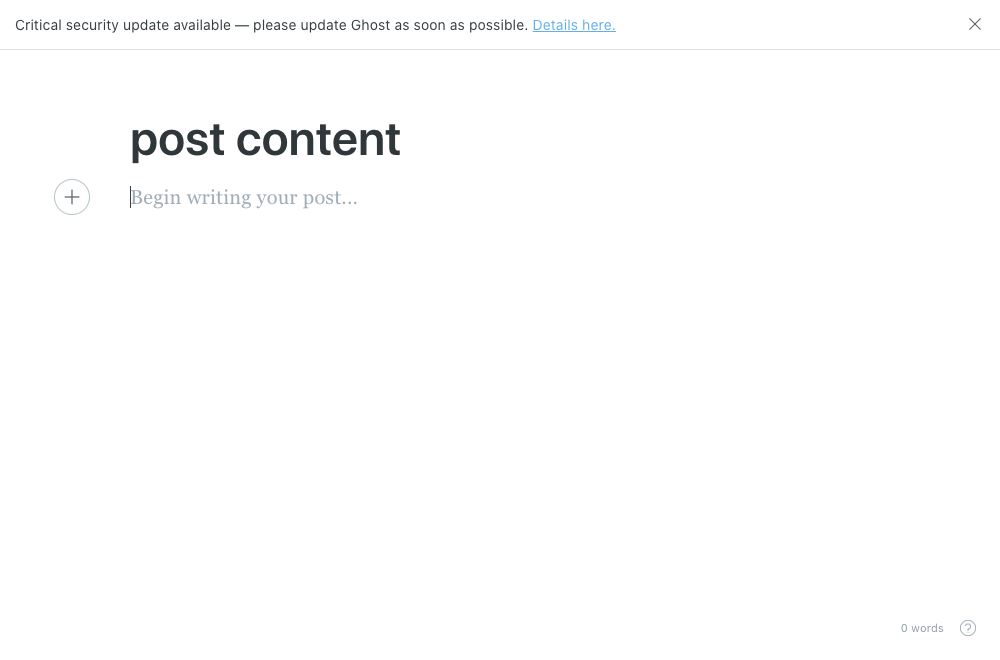 Critical security update available — please update Ghost as soon as possible. Details here.
post content
Begin writing your post...
0 words
?